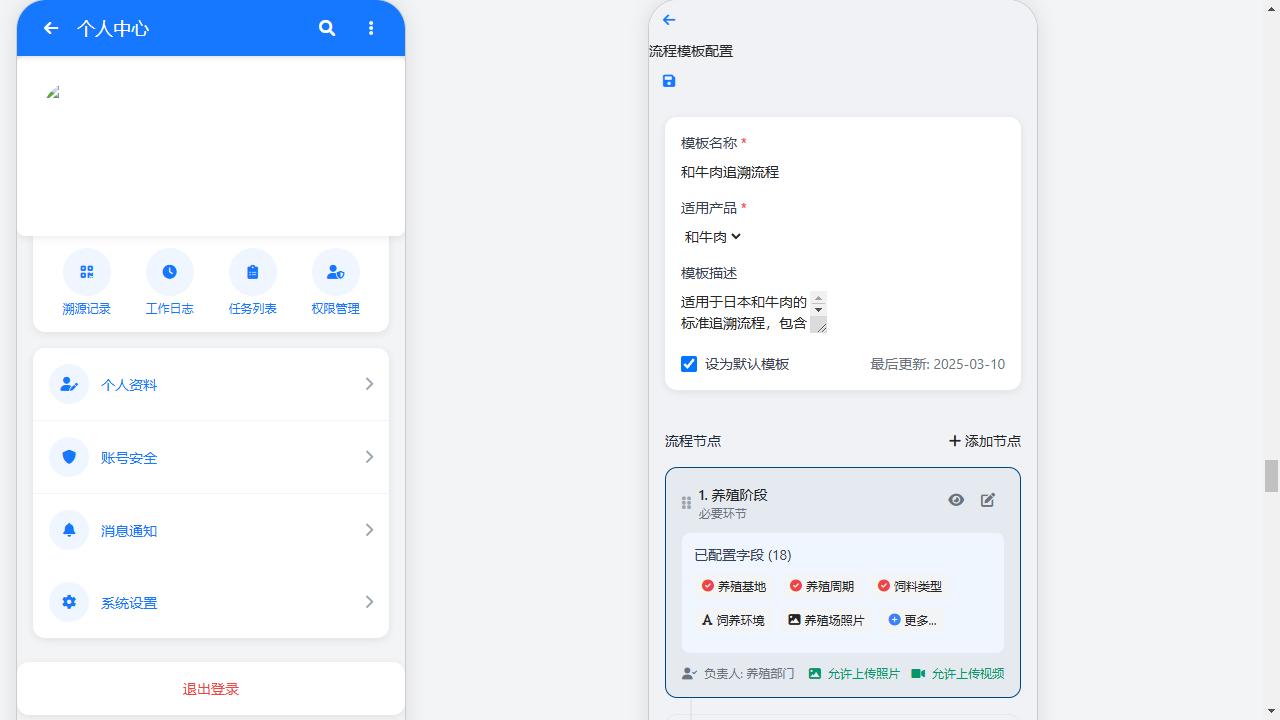 个人中心
溯源记录
工作日志
任务列表
权限管理
个人资料
账号安全
消息通知
系统设置
退出登录
流程模板配置
模板名称 *
和牛肉追溯流程
适用产品 *
和牛肉
模板描述
适用于日本和牛肉的
标准追溯流程，包含
设为默认模板
最后更新: 2025-03-10
流程节点
添加节点
1. 养殖阶段
必要环节
已配置字段 (18)
养殖基地
养殖周期
饲料类型
饲养环境
养殖场照片
更多...
负责人: 养殖部门
允许上传照片
允许上传视频